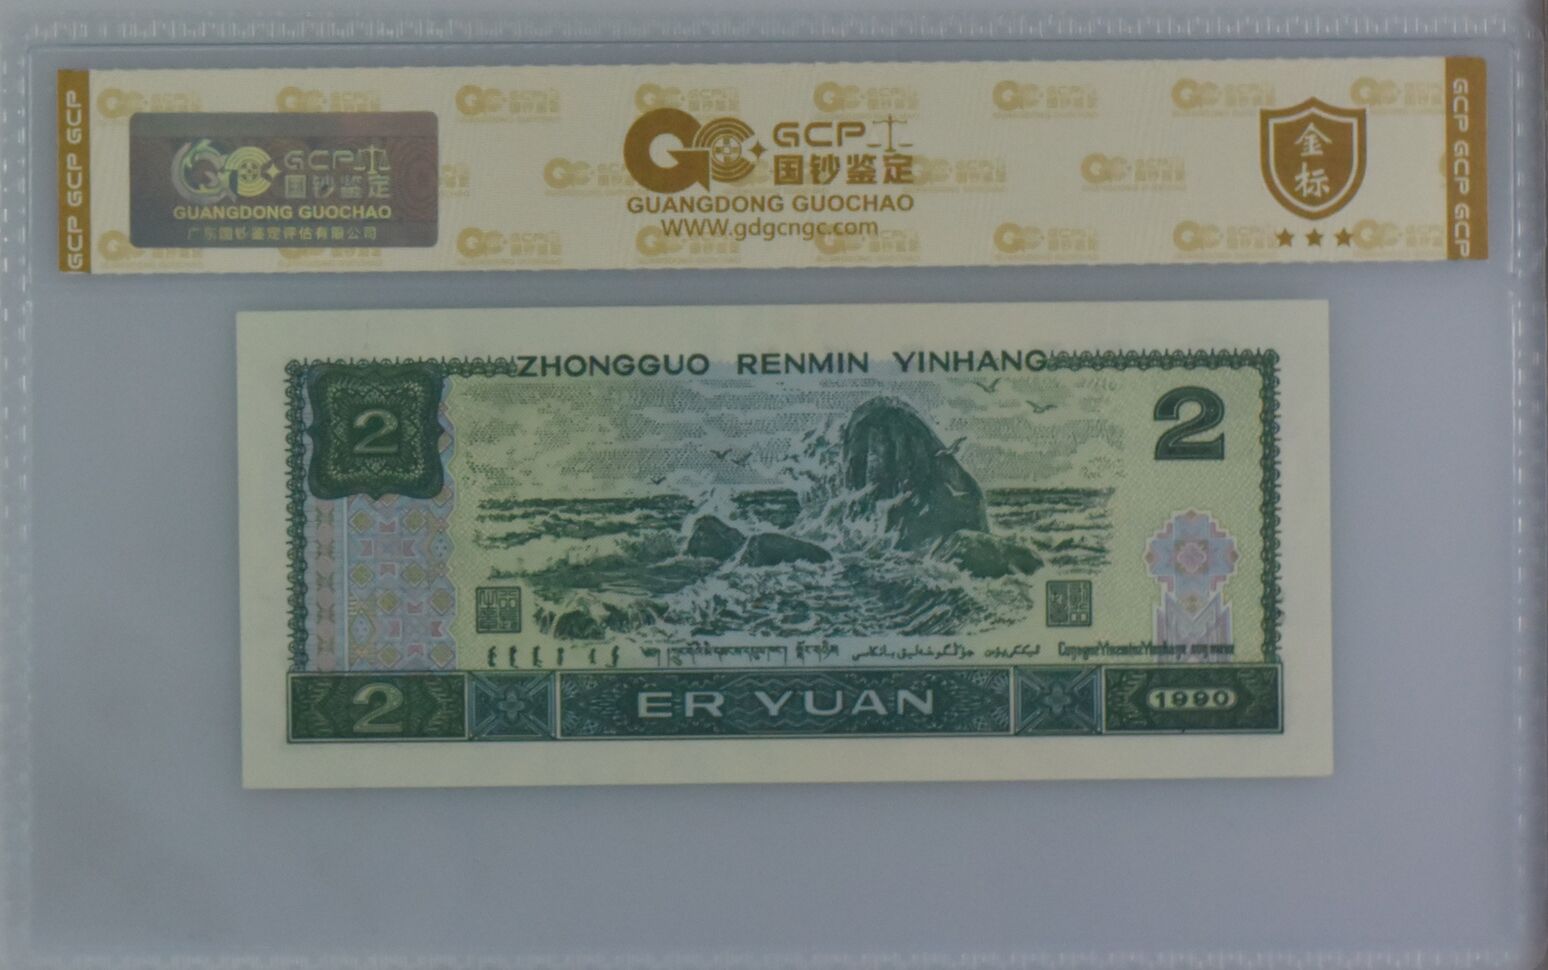 GCP GCP GCP
GCP
国钞鉴定
GUANGDONG GUOCHAO
广东国钞鉴定评估有限公司
GCP
国钞鉴定
GUANGDONG GUOCHAO
www.gdgcngc.com
金标
GCP GCP GCP
ZHONGGUO RENMIN YINHANG
2
2
2
ER YUAN
1990